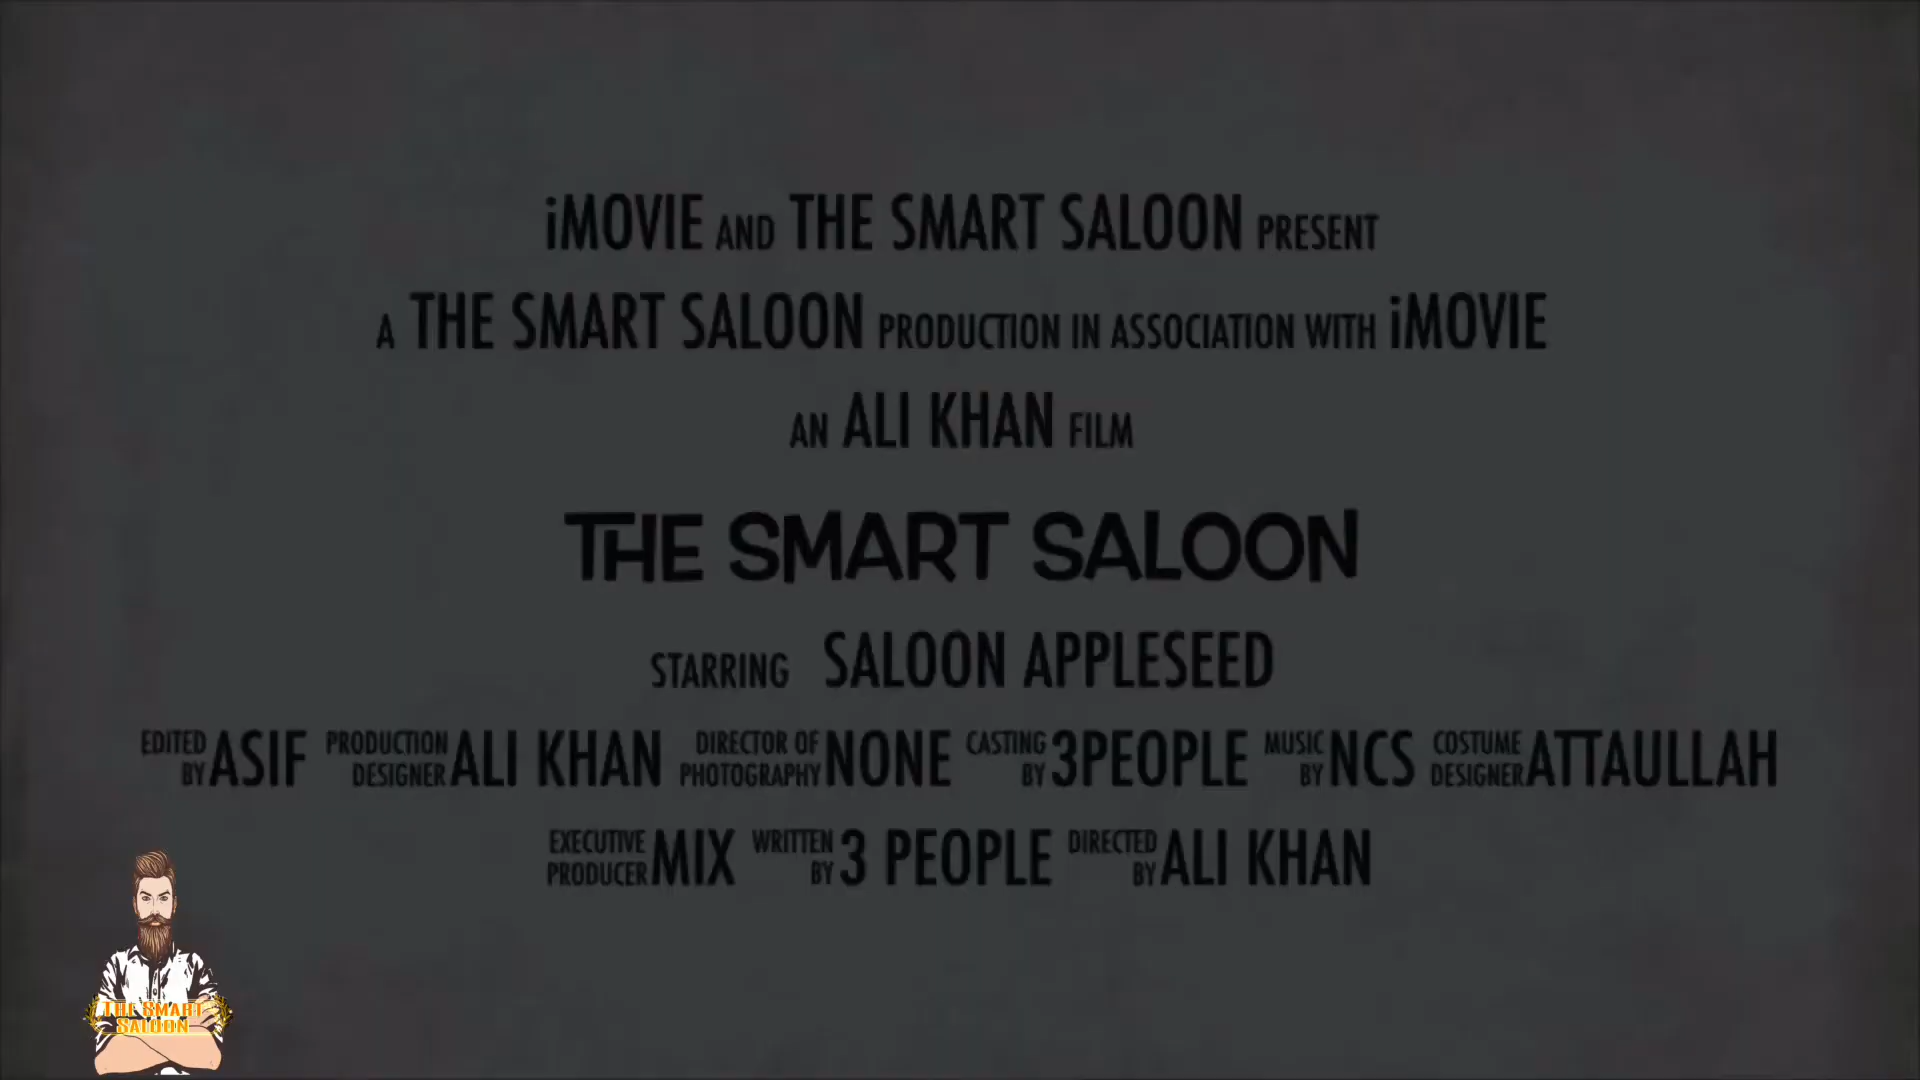 iMOVIE AND THE SMART SALOON PRESENT
A THE SMART SALOON PRODUCTION IN ASSOCIATION WITH iMOVIE
AN ALI KHAN FILM
THE SMART SALOON
STARRING SALOON APPLESEED
EDITED BY ASIF PRODUCTION DESIGNER ALI KHAN DIRECTOR OF PHOTOGRAPHY NONE CASTING BY 3PEOPLE MUSIC BY NCS COSTUME DESIGNER ATTAULLAH
EXECUTIVE PRODUCER MIX WRITTEN BY 3 PEOPLE DIRECTED BY ALI KHAN
THE SMART
SALOON